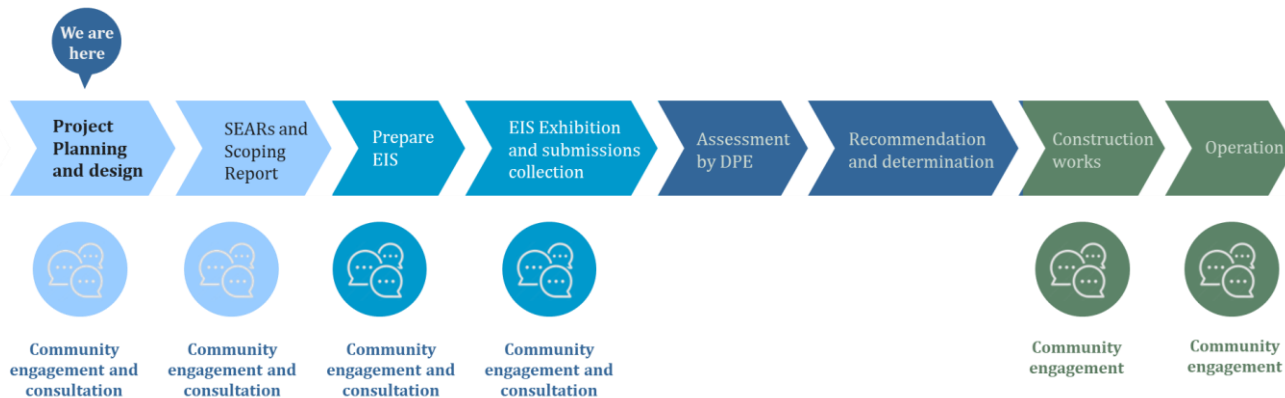 We are
here
Project
Planning
and design
SEARs and
Scoping
Report
Prepare
EIS
EIS Exhibition
and submissions
collection
Assessment
by DPE
Recommendation
and determination
Construction
works
Operation
Community
engagement and
consultation
Community
engagement and
consultation
Community
engagement and
consultation
Community
engagement and
consultation
Community
engagement
Community
engagement